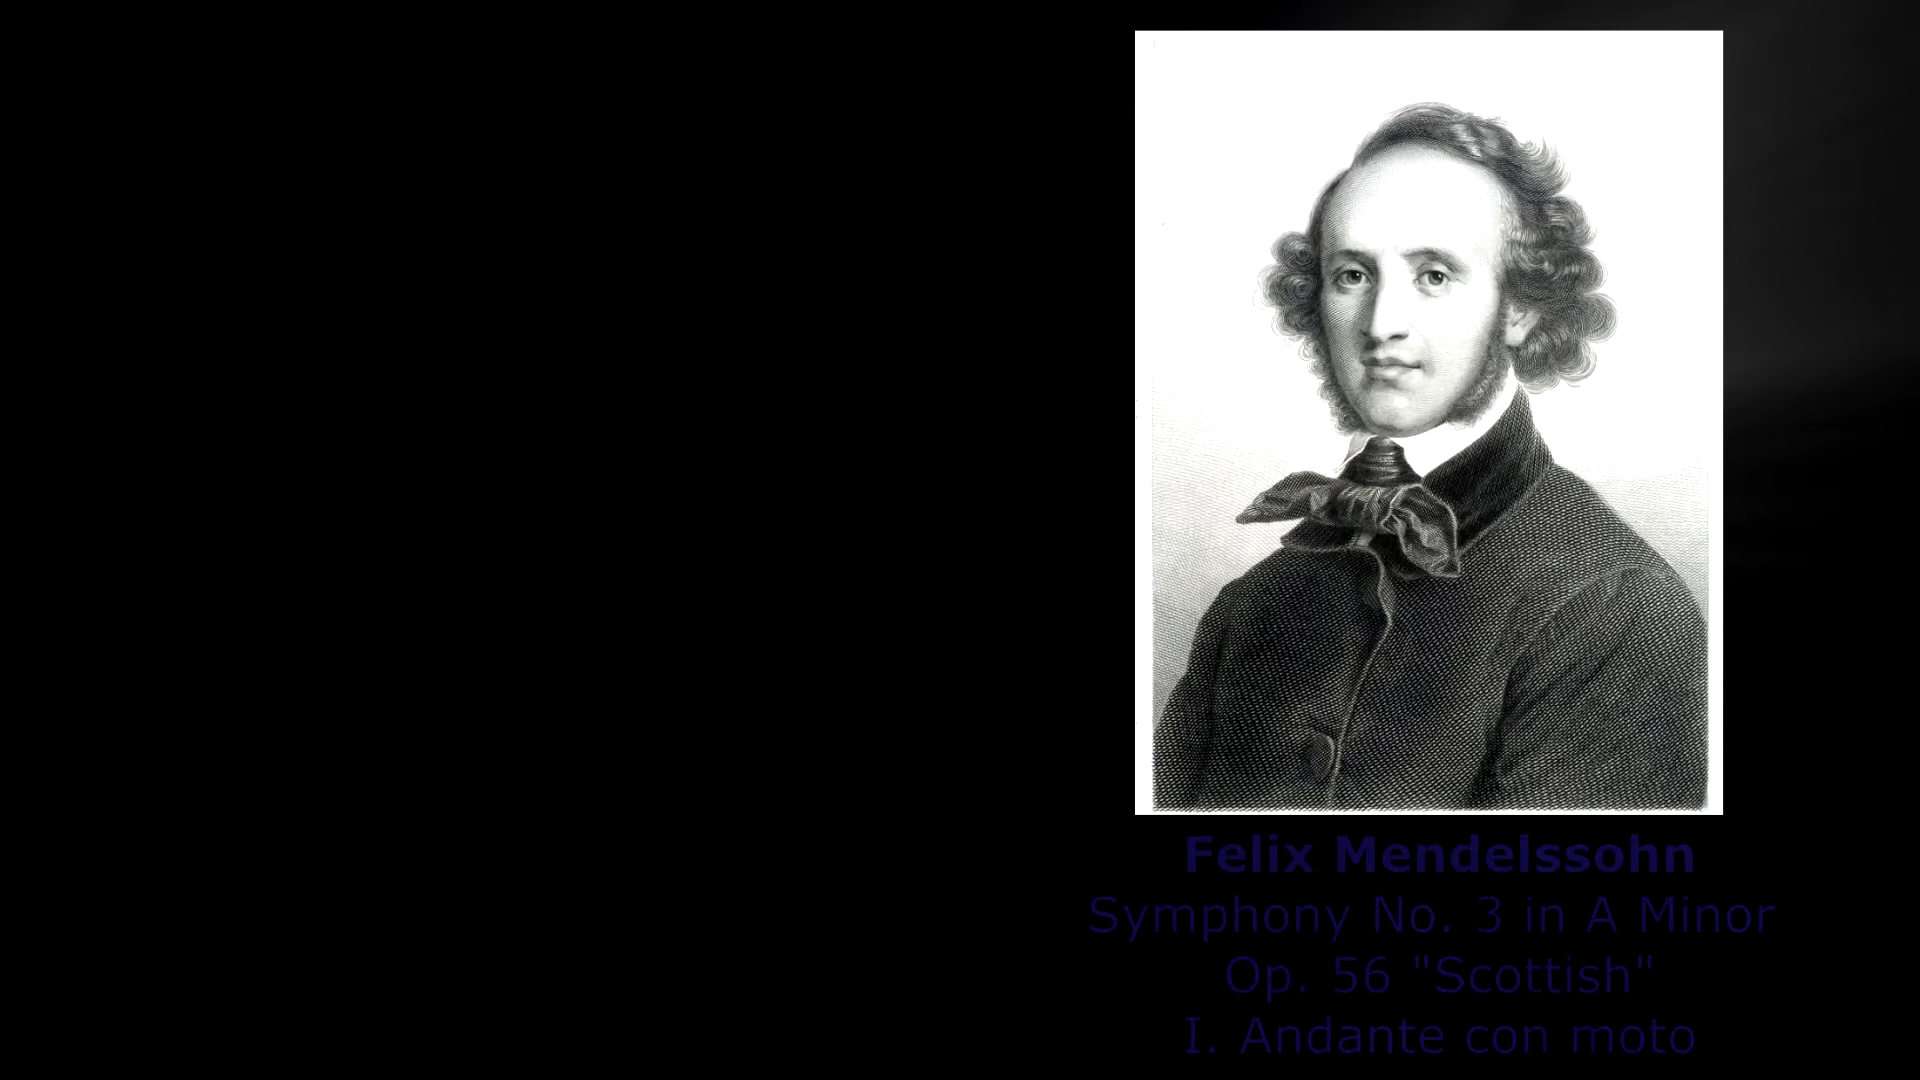 Felix Mendelssohn
Symphony No. 3 in A Minor
Op. 56 "Scottish"
I. Andante con moto